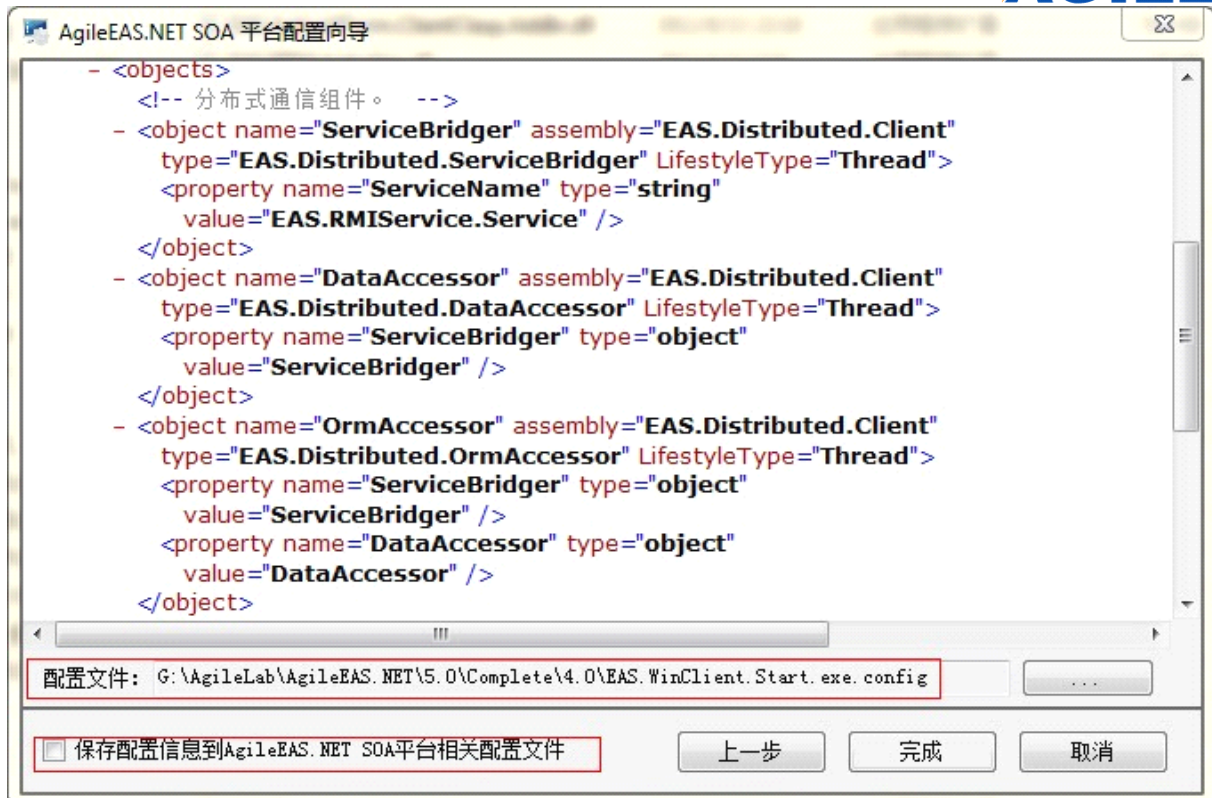 AgileEAS.NET SOA 平台配置向导
– <objects>
<!-- 分布式通信组件。 -->
– <object name="ServiceBridger" assembly="EAS.Distributed.Client"
type="EAS.Distributed.ServiceBridger" LifestyleType="Thread">
<property name="ServiceName" type="string"
value="EAS.RMIService.Service" />
</object>
– <object name="DataAccessor" assembly="EAS.Distributed.Client"
type="EAS.Distributed.DataAccessor" LifestyleType="Thread">
<property name="ServiceBridger" type="object"
value="ServiceBridger" />
</object>
– <object name="OrmAccessor" assembly="EAS.Distributed.Client"
type="EAS.Distributed.OrmAccessor" LifestyleType="Thread">
<property name="ServiceBridger" type="object"
value="ServiceBridger" />
<property name="DataAccessor" type="object"
value="DataAccessor" />
</object>
配置文件: G:\AgileLab\AgileEAS.NET\5.0\Complete\4.0\EAS.WinClient.Start.exe.config ...
保存配置信息到AgileEAS.NET SOA平台相关配置文件 上一步 完成 取消